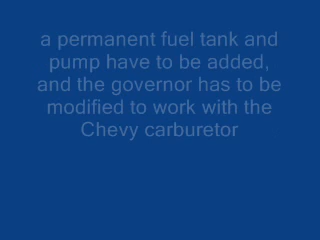 a permanent fuel tank and
pump have to be added,
and the governor has to be
modified to work with the
Chevy carburetor